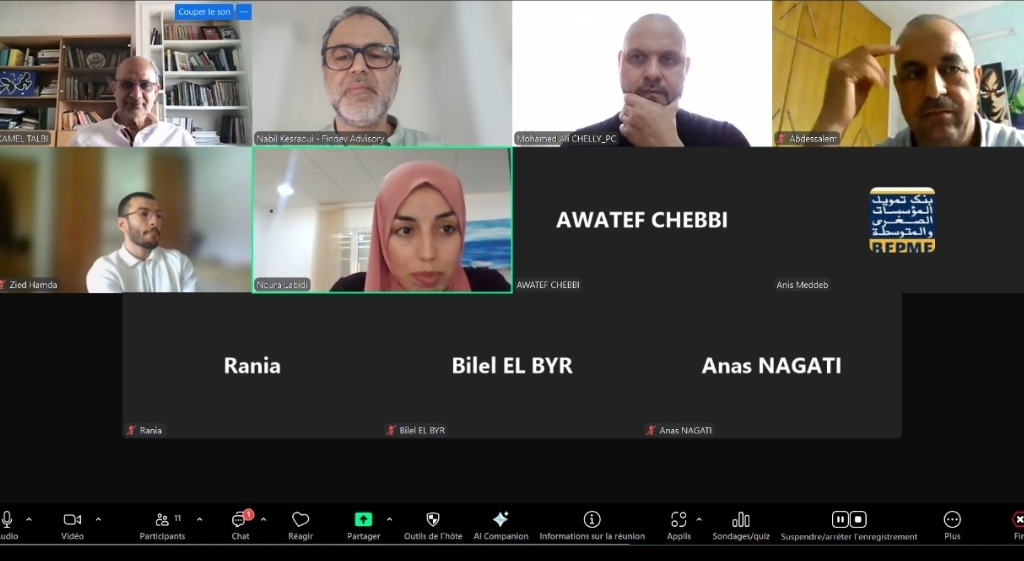 Couper le son
KAMEL TALBI
Nabil Kesraoui - Findev Advisory
Mohamed Ali CHELLY_PC
Abdessalem
Zied Hamda
Noura Labidi
AWATEF CHEBBI
AWATEF CHEBBI
بنك تمويل
المؤسسات
الصغرى
والمتوسطة
BFPME
Anis Meddeb
Rania
Rania
Bilel EL BYR
Bilel EL BYR
Anas NAGATI
Anas NAGATI
Vidéo
11
Participants
1
Chat
Réagir
Partager
Outils de l'hôte
AI Companion
Informations sur la réunion
Applis
Sondages/quiz
Suspendre/arrêter l'enregistrement
Plus